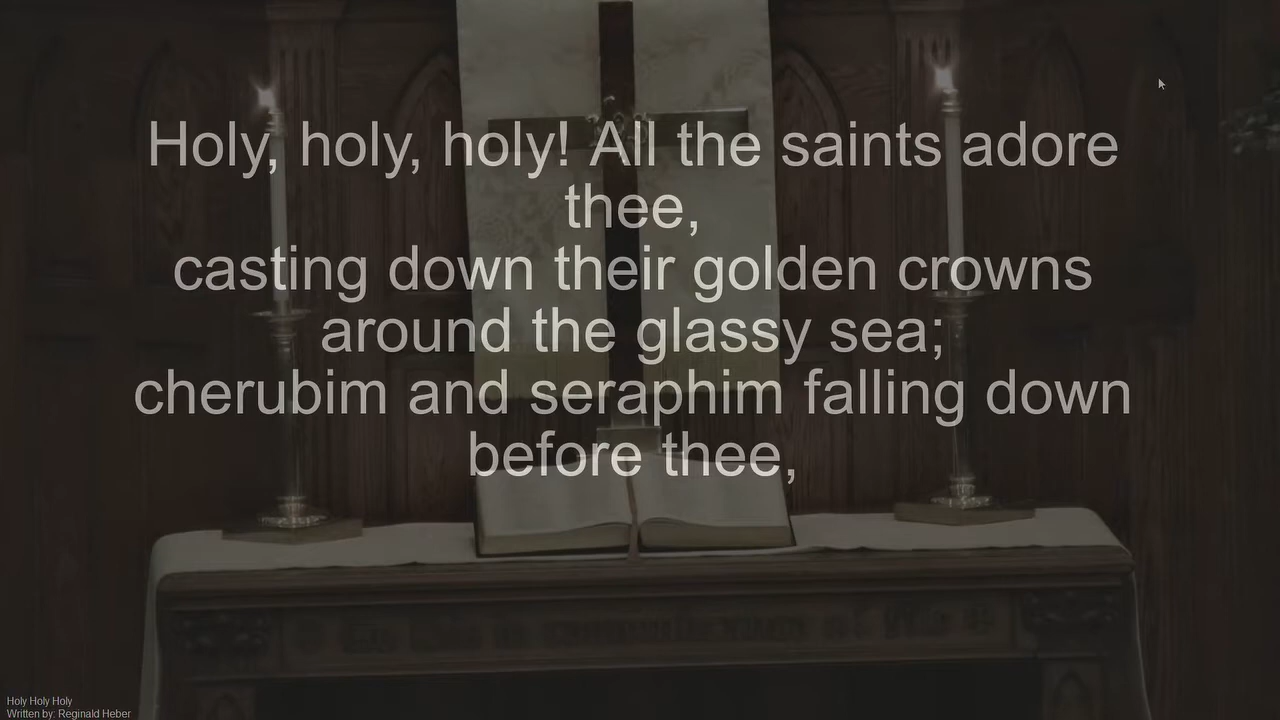 Holy, holy, holy! All the saints adore
thee,
casting down their golden crowns
around the glassy sea;
cherubim and seraphim falling down
before thee,
Holy Holy Holy
Written by: Reginald Heber